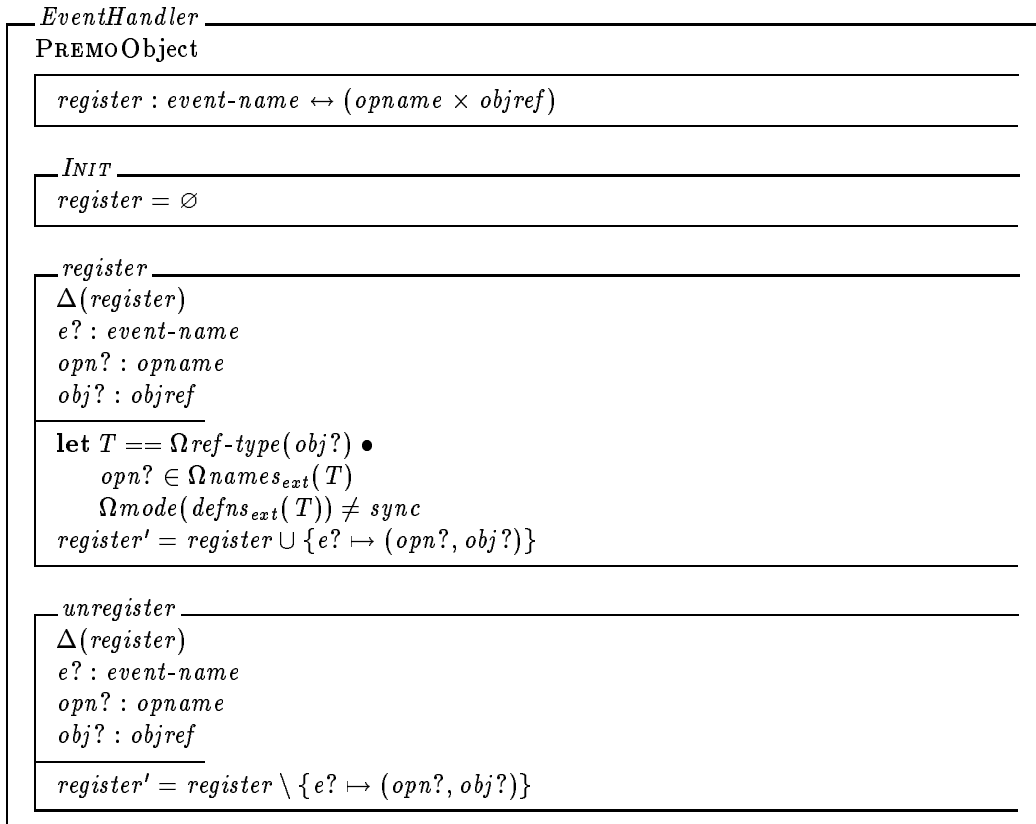 EventHandler
PREMOObject
register : event-name ↔ (opname × objref)
INIT
register = ∅
register
Δ(register)
e? : event-name
opn? : opname
obj? : objref
let T == Ωref-type(obj?) •
opn? ∈ Ωnames_ext(T)
Ωmode(defns_ext(T)) ≠ sync
register′ = register ∪ {e? ↦ (opn?, obj?)}
unregister
Δ(register)
e? : event-name
opn? : opname
obj? : objref
register′ = register \ {e? ↦ (opn?, obj?)}